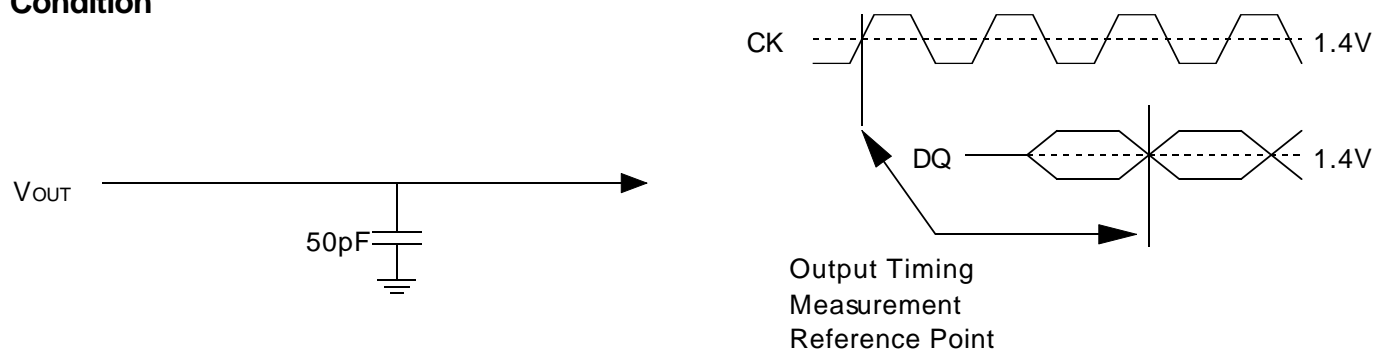 Condition
CK
1.4V
DQ
1.4V
VOUT
50pF
Output Timing
Measurement
Reference Point